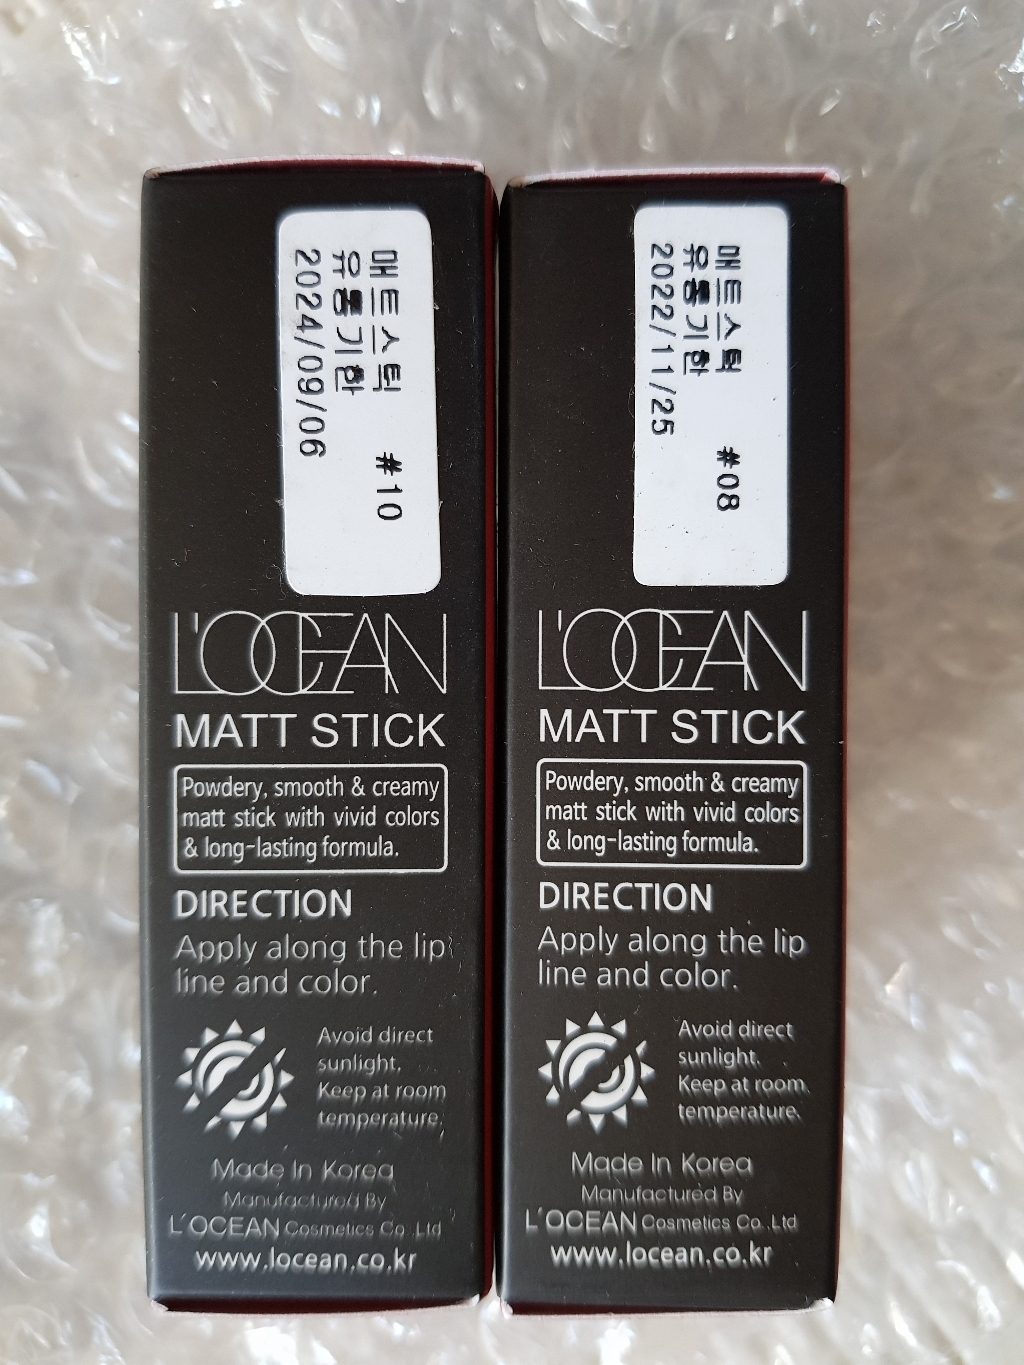 매트스틱 #10
유통기한
2024/09/06
L'OCEAN
MATT STICK
Powdery, smooth & creamy
matt stick with vivid colors
& long-lasting formula.
DIRECTION
Apply along the lip
line and color.
Avoid direct
sunlight.
Keep at room
temperature.
Made In Korea
Manufactured By
L'OCEAN Cosmetics Co.,Ltd
www.locean.co.kr
매트스틱 #08
유통기한
2022/11/25
L'OCEAN
MATT STICK
Powdery, smooth & creamy
matt stick with vivid colors
& long-lasting formula.
DIRECTION
Apply along the lip
line and color.
Avoid direct
sunlight.
Keep at room
temperature.
Made In Korea
Manufactured By
L'OCEAN Cosmetics Co.,Ltd
www.locean.co.kr